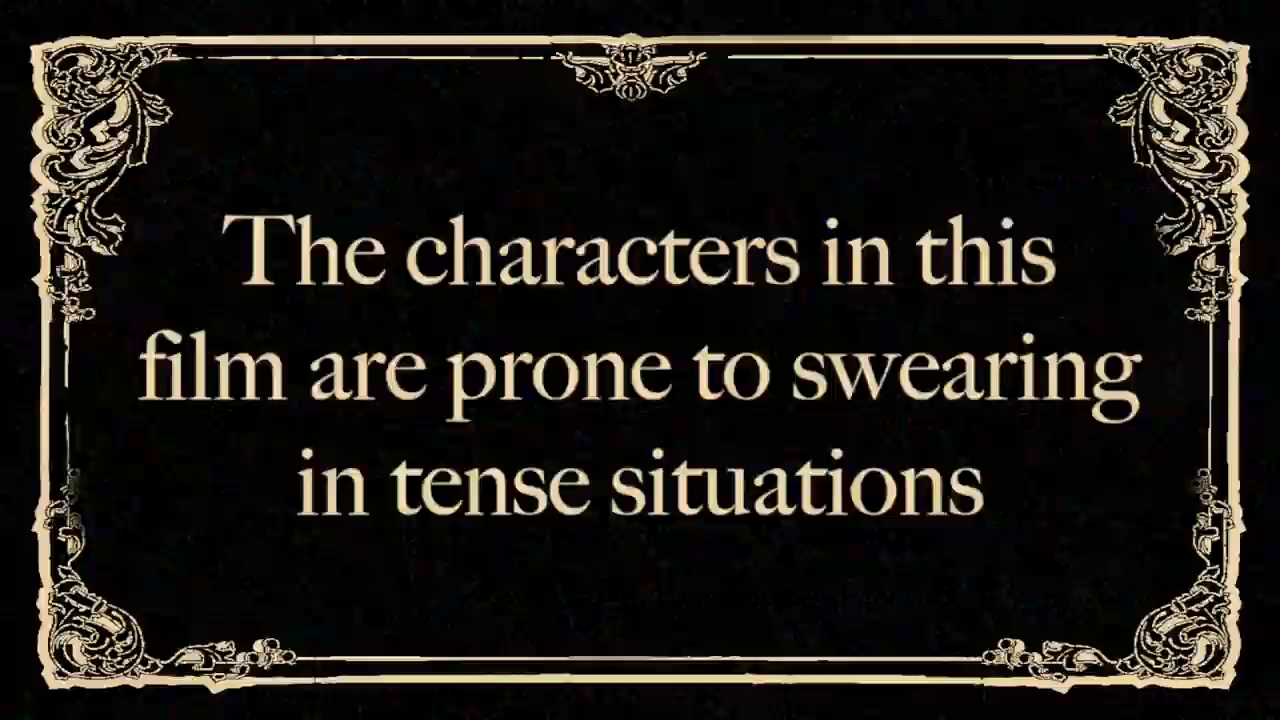 The characters in this
film are prone to swearing
in tense situations